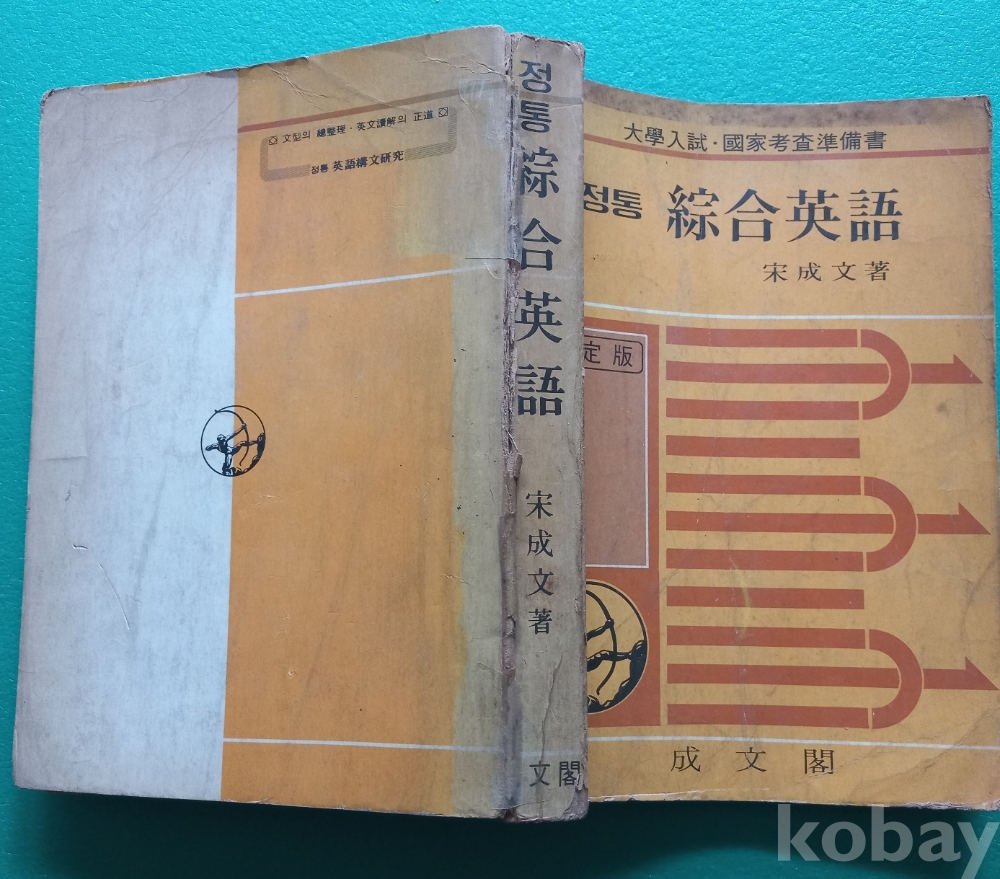 文型의 總整理·英文讀解의 正道
정통 英語構文研究
정통 綜合英語 宋成文著 文閣
大學入試·國家考査準備書
정통 綜合英語
宋成文著
定版
成文閣
kobay